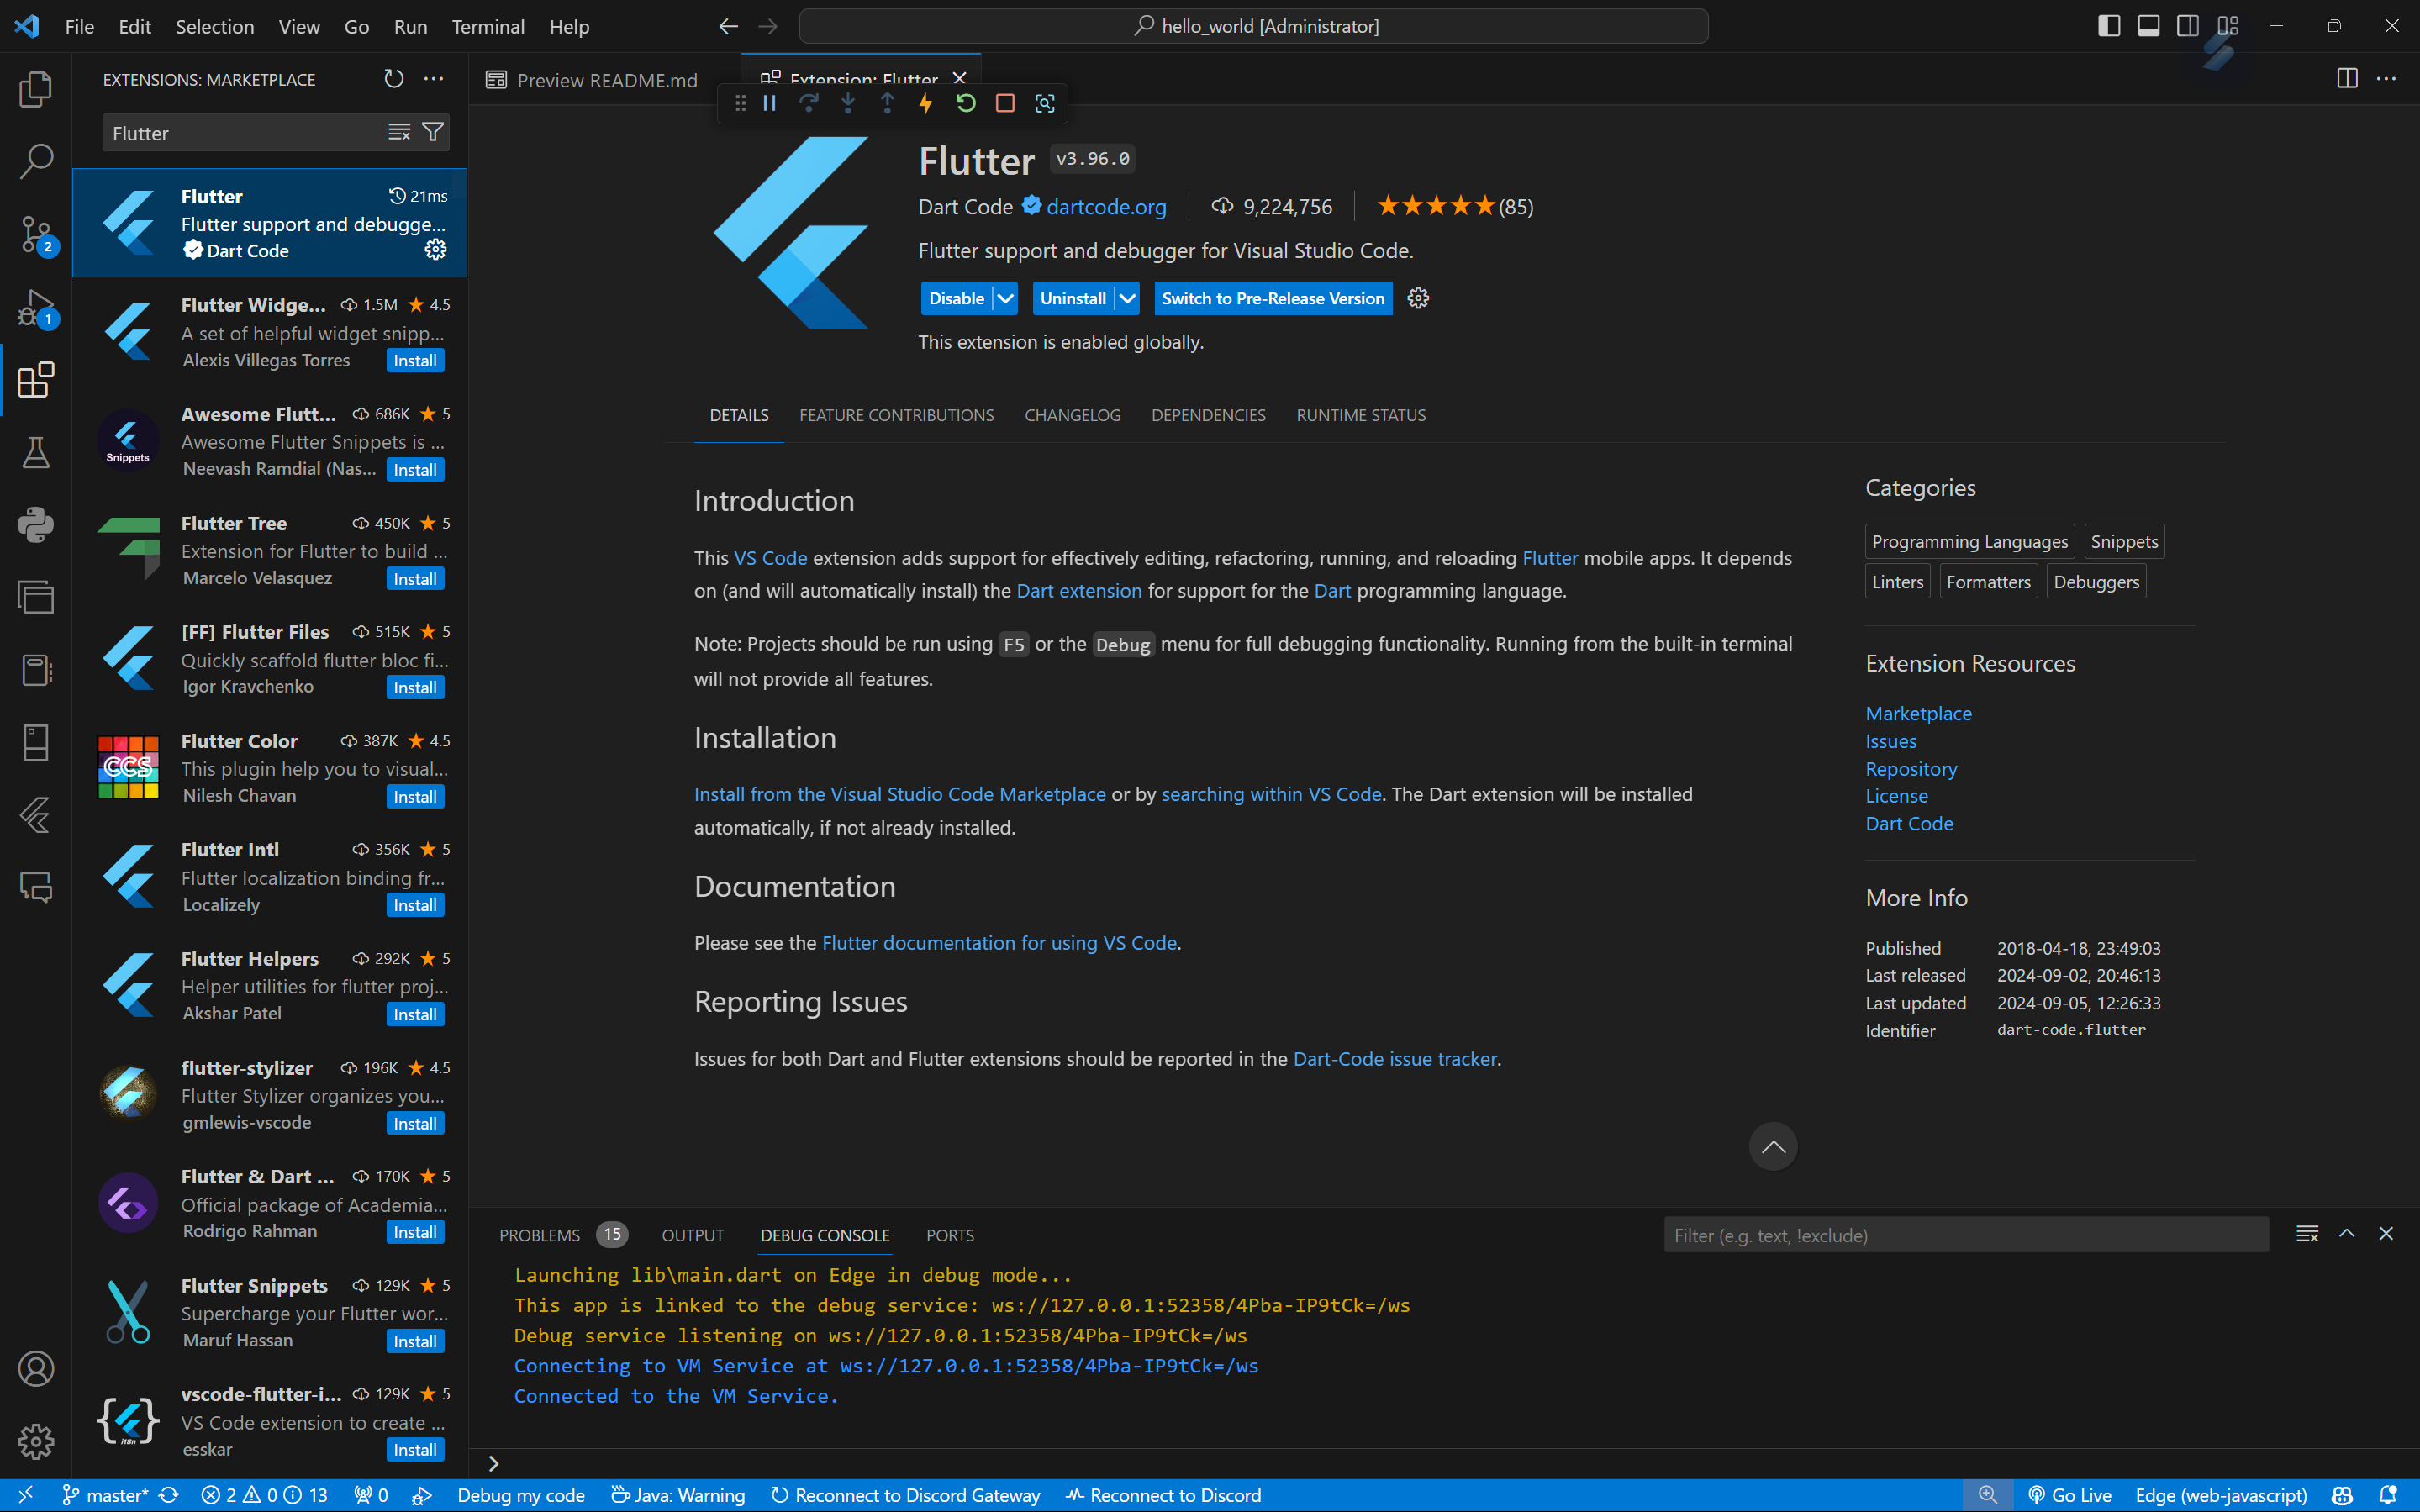 File Edit Selection View Go Run Terminal Help
hello_world [Administrator]
EXTENSIONS: MARKETPLACE
Flutter
Flutter 21ms
Flutter support and debugge...
Dart Code
Flutter Widge... 1.5M 4.5
A set of helpful widget snipp...
Alexis Villegas Torres Install
Snippets
Awesome Flutt... 686K 5
Awesome Flutter Snippets is ...
Neevash Ramdial (Nas... Install
Flutter Tree 450K 5
Extension for Flutter to build ...
Marcelo Velasquez Install
[FF] Flutter Files 515K 5
Quickly scaffold flutter bloc fi...
Igor Kravchenko Install
CCS
Flutter Color 387K 4.5
This plugin help you to visual...
Nilesh Chavan Install
Flutter Intl 356K 5
Flutter localization binding fr...
Localizely Install
Flutter Helpers 292K 5
Helper utilities for flutter proj...
Akshar Patel Install
flutter-stylizer 196K 4.5
Flutter Stylizer organizes you...
gmlewis-vscode Install
Flutter & Dart ... 170K 5
Official package of Academia...
Rodrigo Rahman Install
Flutter Snippets 129K 5
Supercharge your Flutter wor...
Maruf Hassan Install
vscode-flutter-i... 129K 5
VS Code extension to create ...
esskar Install
i18n
2
1
Preview README.md
Extension: Flutter
Flutter v3.96.0
Dart Code dartcode.org 9,224,756 (85)
Flutter support and debugger for Visual Studio Code.
Disable Uninstall Switch to Pre-Release Version
This extension is enabled globally.
DETAILS FEATURE CONTRIBUTIONS CHANGELOG DEPENDENCIES RUNTIME STATUS
Introduction
This VS Code extension adds support for effectively editing, refactoring, running, and reloading Flutter mobile apps. It depends
on (and will automatically install) the Dart extension for support for the Dart programming language.
Note: Projects should be run using F5 or the Debug menu for full debugging functionality. Running from the built-in terminal
will not provide all features.
Installation
Install from the Visual Studio Code Marketplace or by searching within VS Code. The Dart extension will be installed
automatically, if not already installed.
Documentation
Please see the Flutter documentation for using VS Code.
Reporting Issues
Issues for both Dart and Flutter extensions should be reported in the Dart-Code issue tracker.
Categories
Programming Languages Snippets
Linters Formatters Debuggers
Extension Resources
Marketplace
Issues
Repository
License
Dart Code
More Info
Published 2018-04-18, 23:49:03
Last released 2024-09-02, 20:46:13
Last updated 2024-09-05, 12:26:33
Identifier dart-code.flutter
PROBLEMS 15 OUTPUT DEBUG CONSOLE PORTS
Filter (e.g. text, !exclude)
Launching lib\main.dart on Edge in debug mode...
This app is linked to the debug service: ws://127.0.0.1:52358/4Pba-IP9tCk=/ws
Debug service listening on ws://127.0.0.1:52358/4Pba-IP9tCk=/ws
Connecting to VM Service at ws://127.0.0.1:52358/4Pba-IP9tCk=/ws
Connected to the VM Service.
master* 2 0 13 0 Debug my code Java: Warning Reconnect to Discord Gateway Reconnect to Discord Go Live Edge (web-javascript)